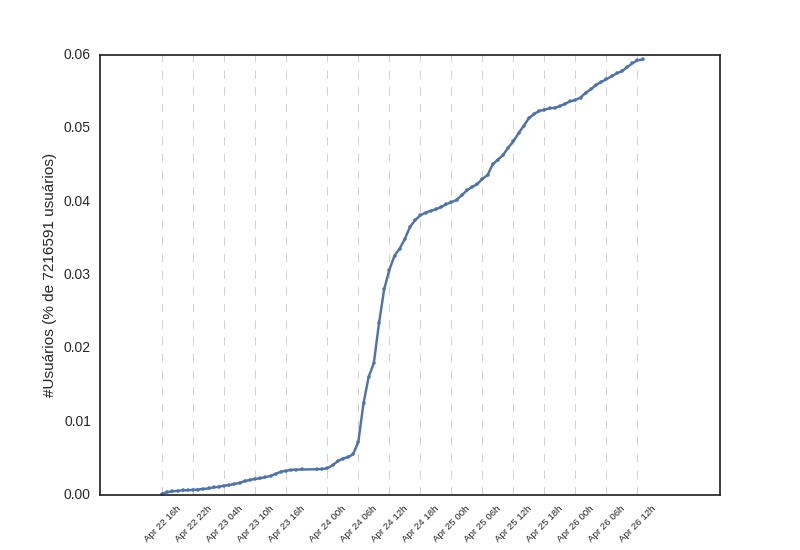 0.06
0.05
0.04
0.03
0.02
0.01
0.00
#Usuários (% de 7216591 usuários)
Apr 22 16h
Apr 22 22h
Apr 23 04h
Apr 23 10h
Apr 23 16h
Apr 24 00h
Apr 24 06h
Apr 24 12h
Apr 24 18h
Apr 25 00h
Apr 25 06h
Apr 25 12h
Apr 25 18h
Apr 26 00h
Apr 26 06h
Apr 26 12h